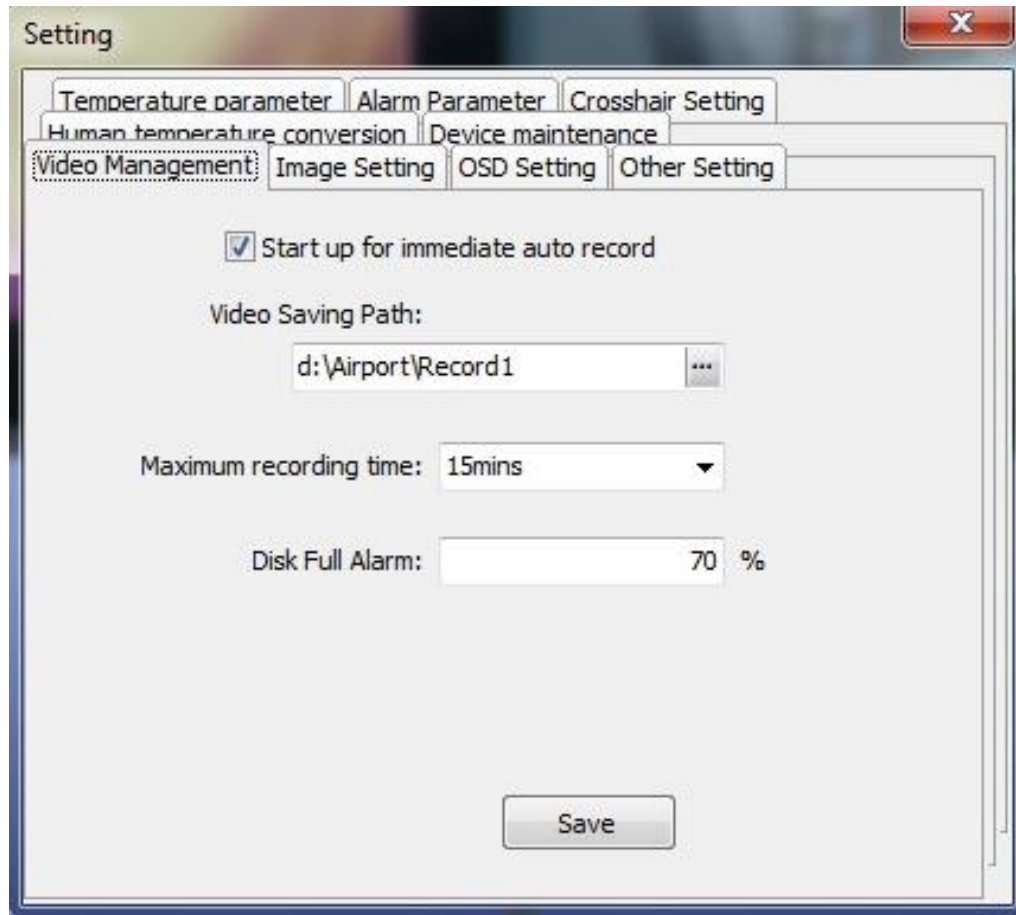 Setting
Temperature parameter Alarm Parameter Crosshair Setting
Human temperature conversion Device maintenance
Video Management Image Setting OSD Setting Other Setting
Start up for immediate auto record
Video Saving Path:
d:\Airport\Record1 ...
Maximum recording time: 15mins
Disk Full Alarm: 70 %
Save